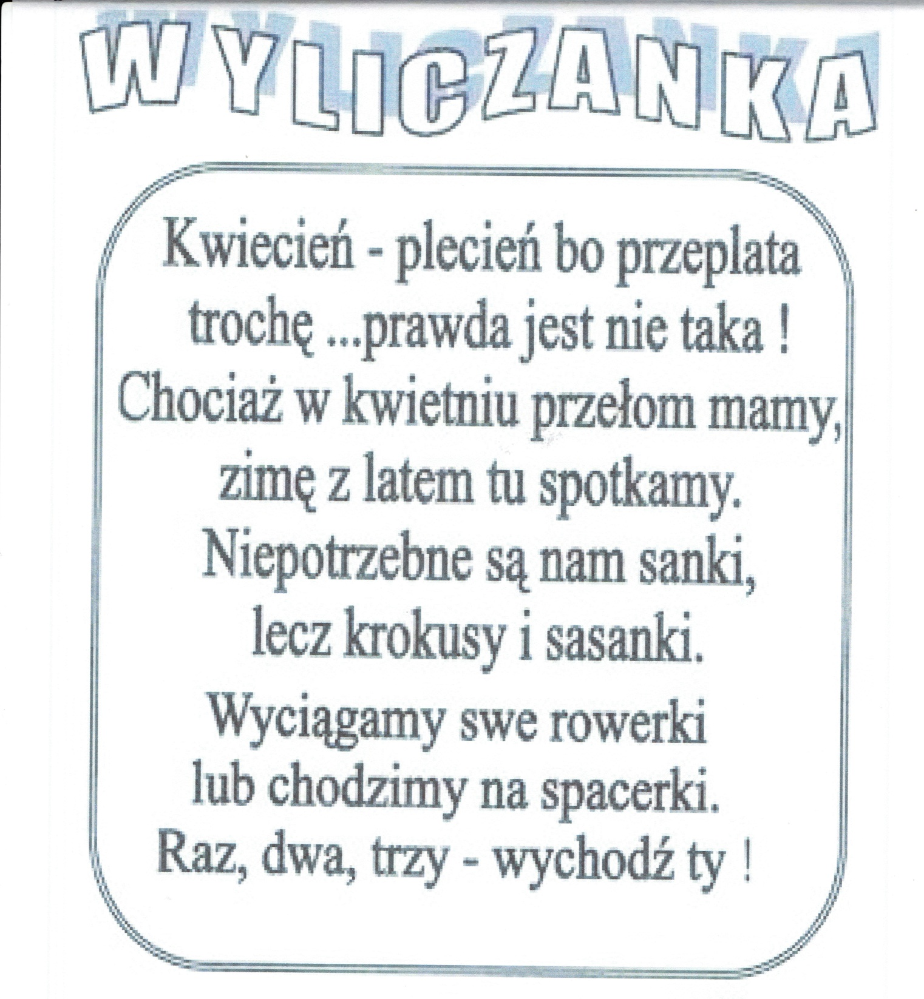 WYLICZANKA
Kwiecień - plecień bo przeplata
trochę ...prawda jest nie taka !
Chociaż w kwietniu przełom mamy,
zimę z latem tu spotkamy.
Niepotrzebne są nam sanki,
lecz krokusy i sasanki.
Wyciągamy swe rowerki
lub chodzimy na spacerki.
Raz, dwa, trzy - wychodź ty !